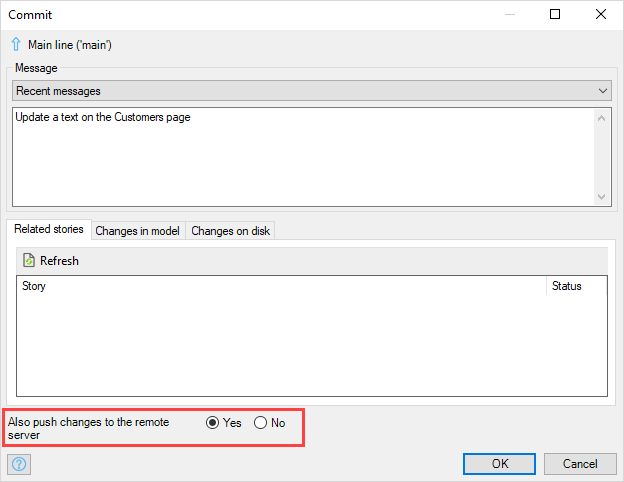 Commit
Main line ('main')
Message
Recent messages
Update a text on the Customers page
Related stories
Changes in model
Changes on disk
Refresh
Story
Status
Also push changes to the remote
server
Yes
No
?
OK
Cancel